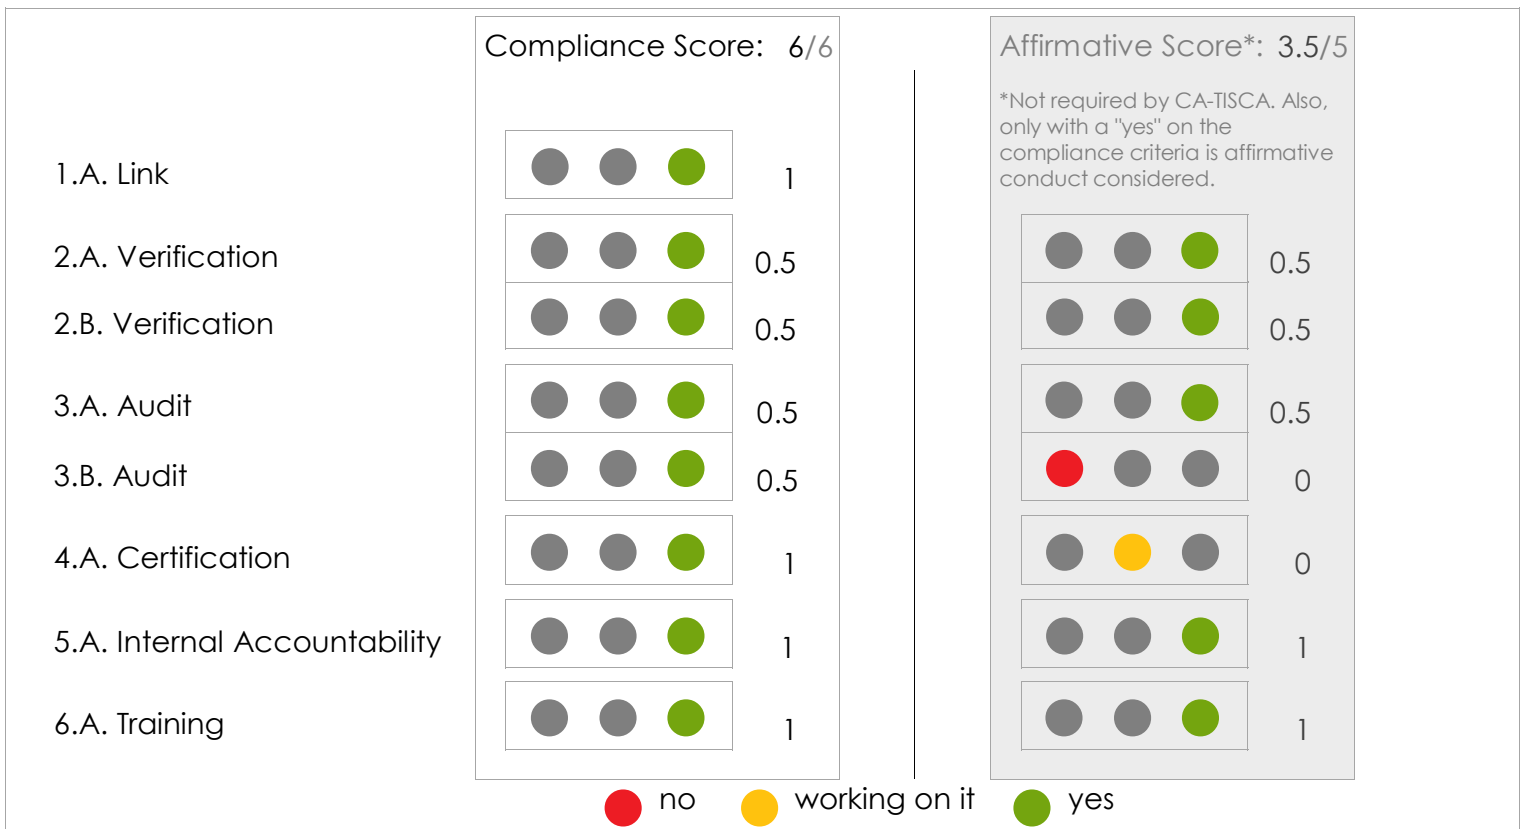 Compliance Score: 6/6
Affirmative Score*: 3.5/5
*Not required by CA-TISCA. Also,
only with a "yes" on the
compliance criteria is affirmative
conduct considered.
1.A. Link 1
2.A. Verification 0.5 0.5
2.B. Verification 0.5 0.5
3.A. Audit 0.5 0.5
3.B. Audit 0.5 0
4.A. Certification 1 0
5.A. Internal Accountability 1 1
6.A. Training 1 1
no working on it yes